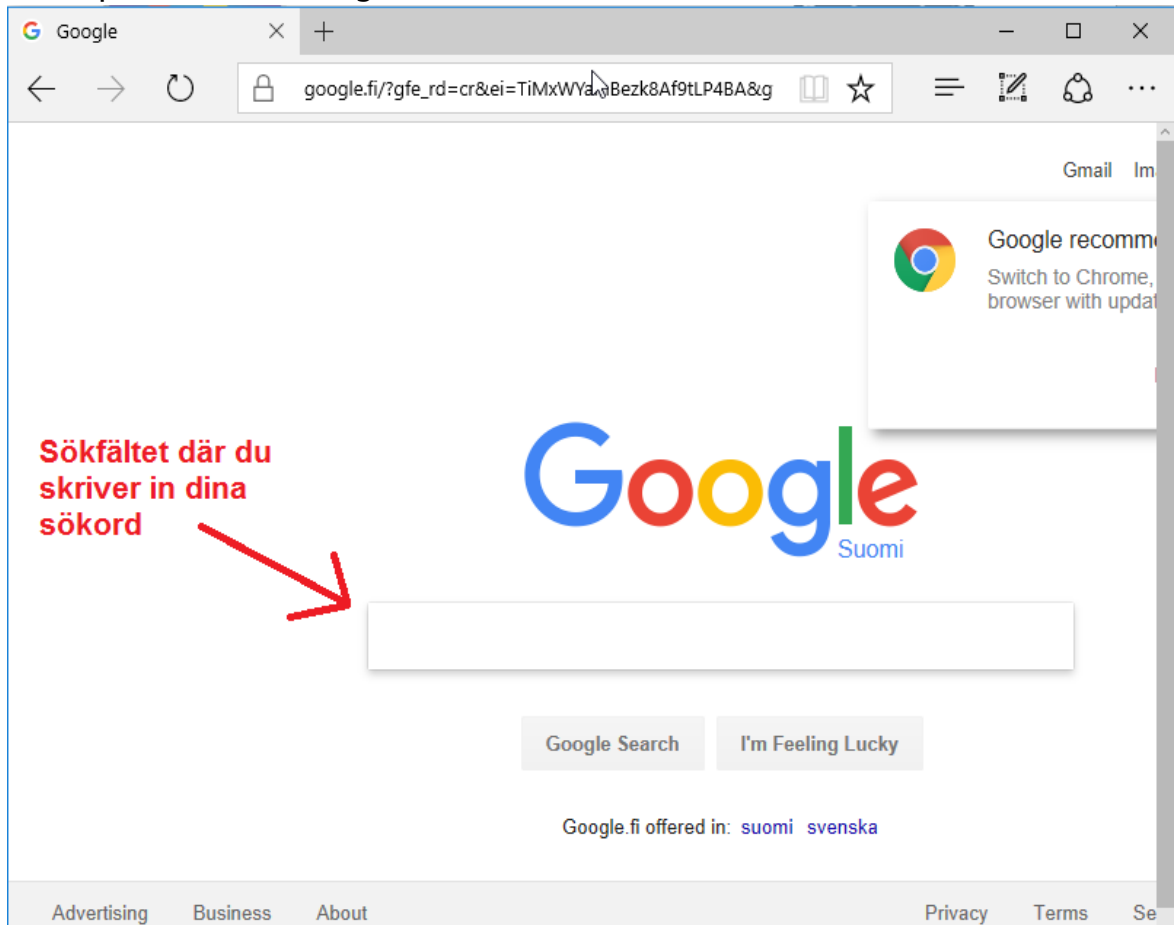 Google
google.fi/?gfe_rd=cr&ei=TiMxWYa Bezk8Af9tLP4BA&g
Gmail
Google
Switch to Chrome,
browser with
Sökfältet där du
skriver in dina
sökord
Google
Suomi
Google Search I'm Feeling Lucky
Google.fi offered in: suomi svenska
Advertising Business About Privacy Terms